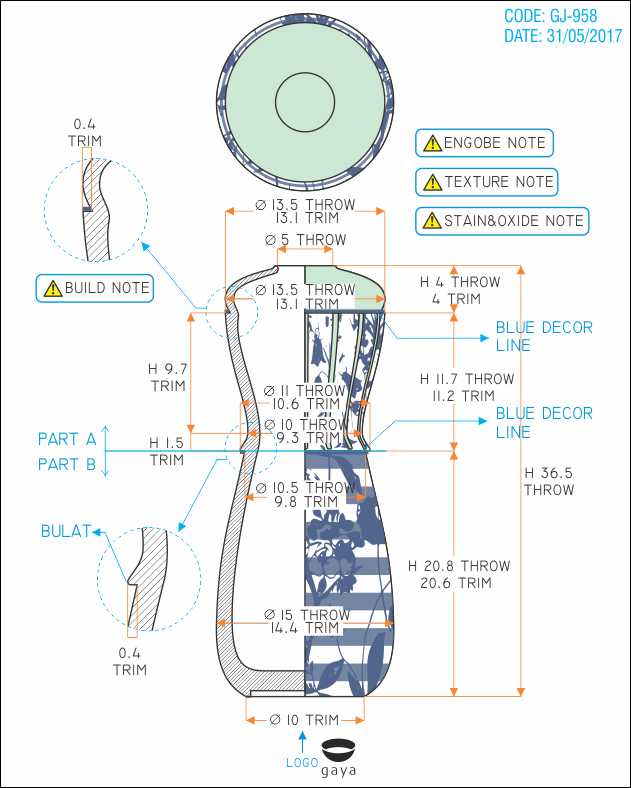 CODE: GJ-958
DATE: 31/05/2017
0.4
TRIM
ENGOBE NOTE
TEXTURE NOTE
STAIN&OXIDE NOTE
BUILD NOTE
Ø 13.5 THROW
13.1 TRIM
Ø 5 THROW
Ø 13.5 THROW
13.1 TRIM
H 4 THROW
4 TRIM
BLUE DECOR
LINE
H 9.7
TRIM
H 11.7 THROW
11.2 TRIM
Ø 11 THROW
10.6 TRIM
Ø 10 THROW
9.3 TRIM
BLUE DECOR
LINE
PART A
PART B
H 1.5
TRIM
H 36.5
THROW
Ø 10.5 THROW
9.8 TRIM
BULAT
H 20.8 THROW
20.6 TRIM
Ø 15 THROW
14.4 TRIM
0.4
TRIM
Ø 10 TRIM
LOGO
gaya